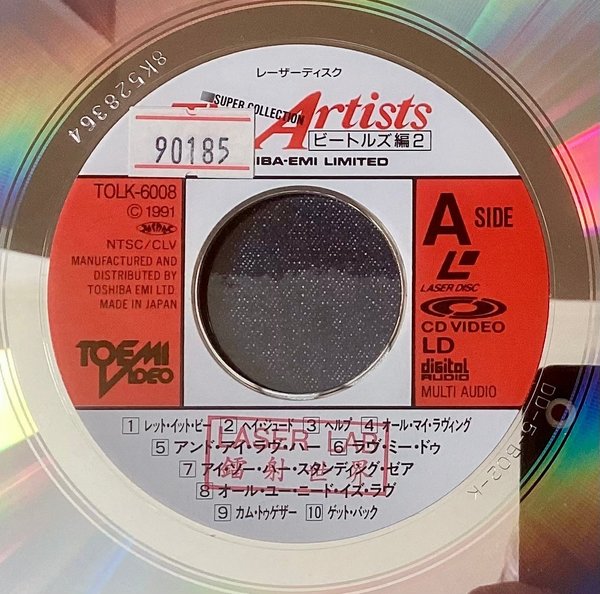 レーザーディスク
SUPER COLLECTION
Artists
ビートルズ編2
90185
IBA-EMI LIMITED
8K528364
TOLK-6008
Ⓒ1991
NTSC/CLV
MANUFACTURED AND
DISTRIBUTED BY
TOSHIBA EMI LTD.
MADE IN JAPAN
TOEMI
VIDEO
A SIDE
LASER DISC
CD VIDEO
LD
digital
AUDIO
MULTI AUDIO
1 レット・イット・ビー 2 ヘイ・ジュード 3 ヘルプ 4 オール・マイ・ラヴィング
5 アンド・アイ・ラヴ・ハー 6 ラヴ・ミー・ドゥ
7 アイ・ソー・ハー・スタンディング・ゼア
8 オール・ユー・ニード・イズ・ラヴ
9 カム・トゥゲザー 10 ゲット・バック
LASER LAB
鐳射世界